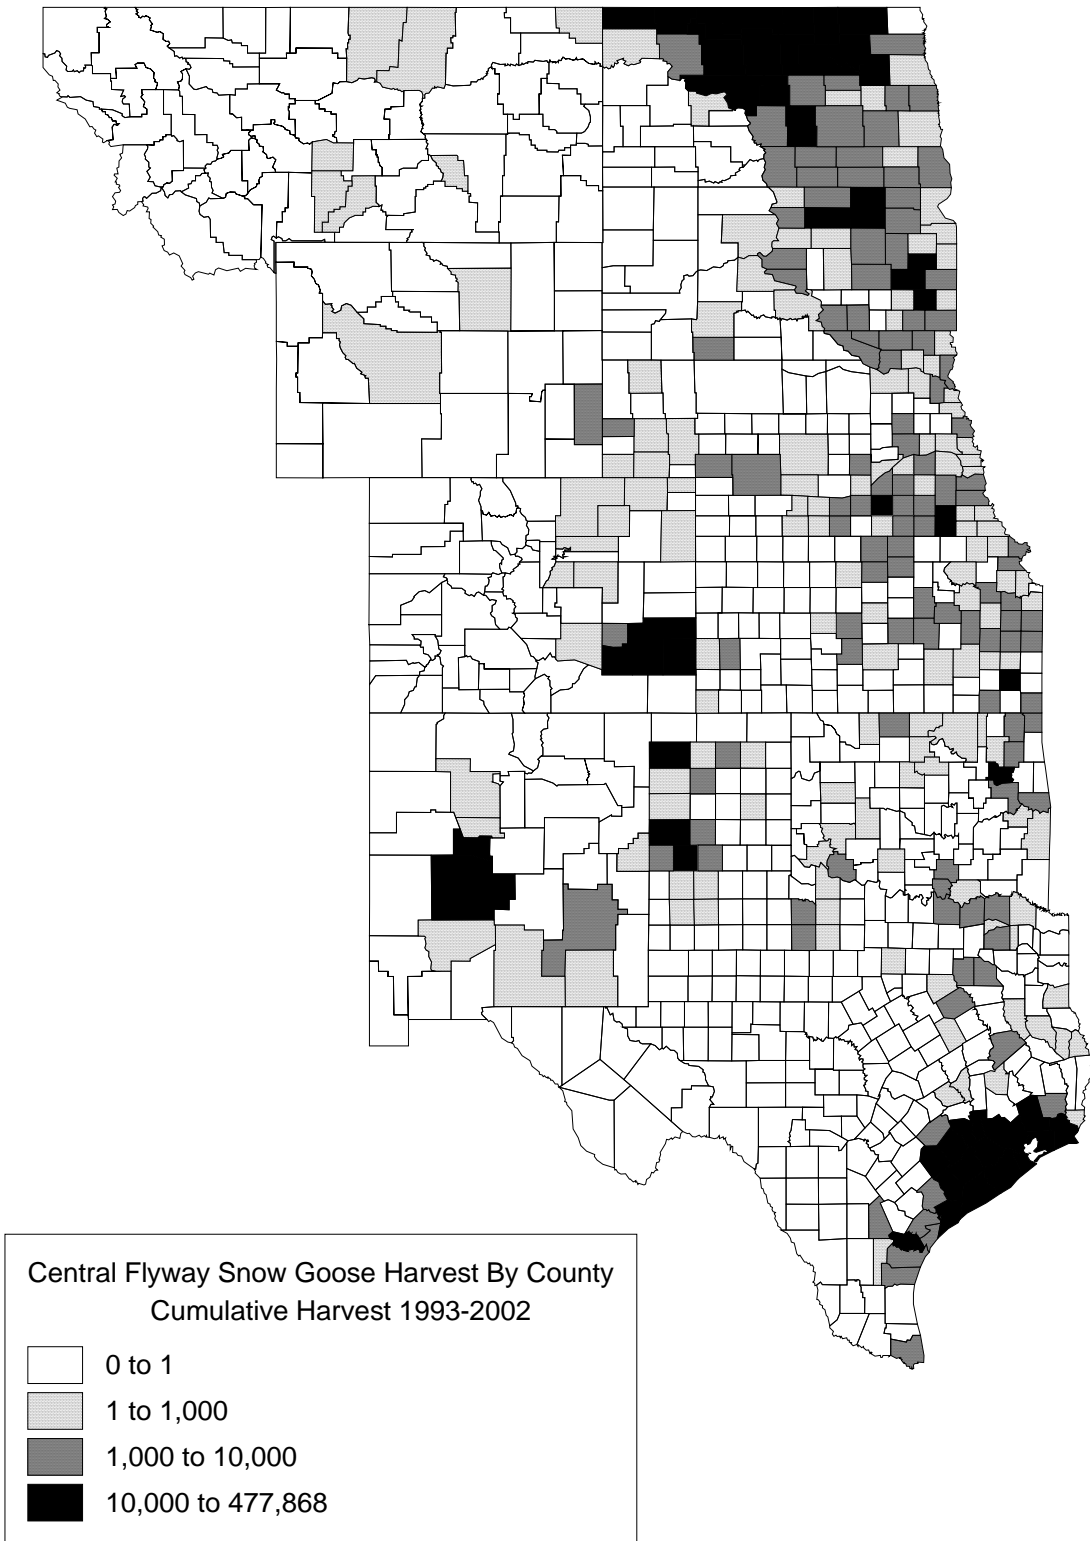 Central Flyway Snow Goose Harvest By County
Cumulative Harvest 1993-2002
0 to 1
1 to 1,000
1,000 to 10,000
10,000 to 477,868